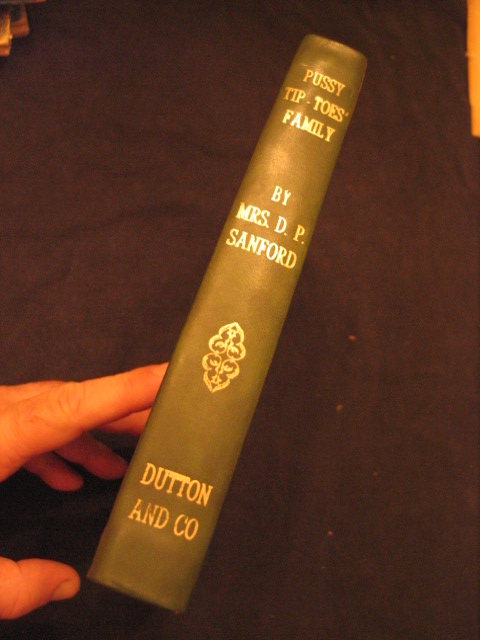 PUSSY
TIP-TOES'
FAMILY
BY
MRS. D. P.
SANFORD
DUTTON
AND CO